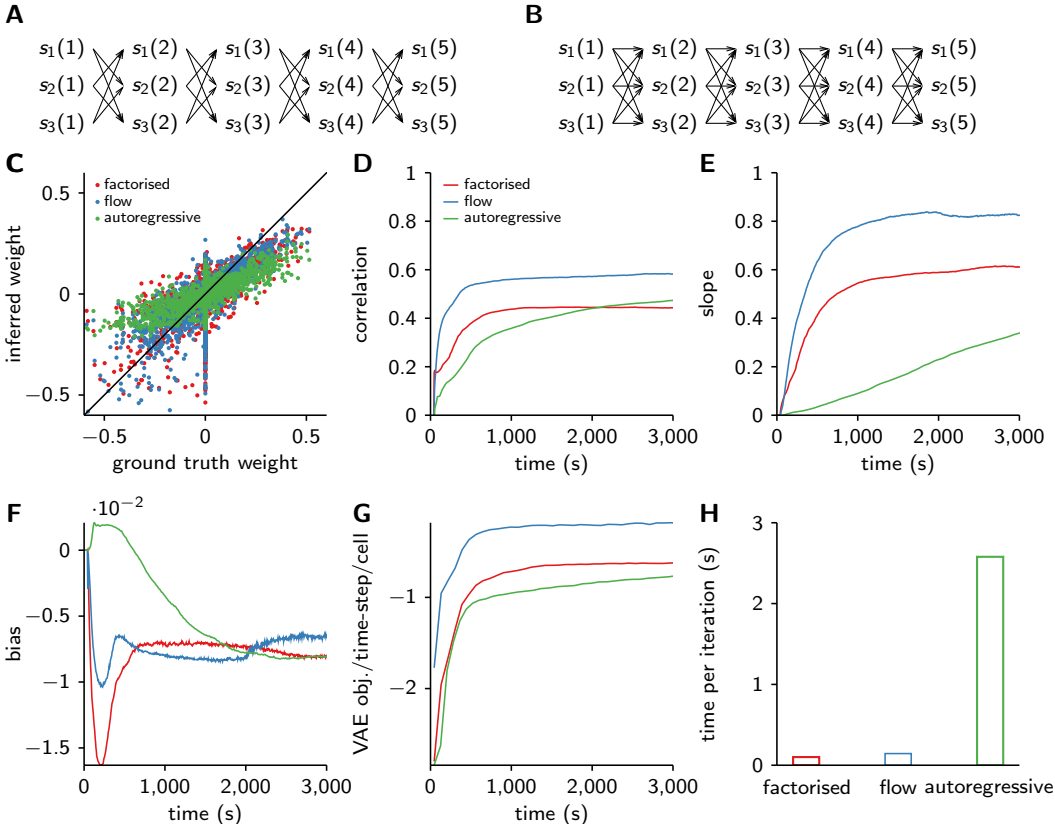 A
s1(1) s1(2) s1(3) s1(4) s1(5)
s2(1) s2(2) s2(3) s2(4) s2(5)
s3(1) s3(2) s3(3) s3(4) s3(5)
B
s1(1) s1(2) s1(3) s1(4) s1(5)
s2(1) s2(2) s2(3) s2(4) s2(5)
s3(1) s3(2) s3(3) s3(4) s3(5)
C
factorised
flow
autoregressive
0.5
0
−0.5
−0.5 0 0.5
inferred weight
ground truth weight
D
factorised
flow
autoregressive
1
0.8
0.6
0.4
0.2
0
0 1,000 2,000 3,000
correlation
time (s)
E
1
0.8
0.6
0.4
0.2
0
0 1,000 2,000 3,000
slope
time (s)
F
·10−2
0
−0.5
−1
−1.5
0 1,000 2,000 3,000
bias
time (s)
G
−1
−2
0 1,000 2,000 3,000
VAE obj./time-step/cell
time (s)
H
3
2
1
0
time per iteration (s)
factorised flow autoregressive